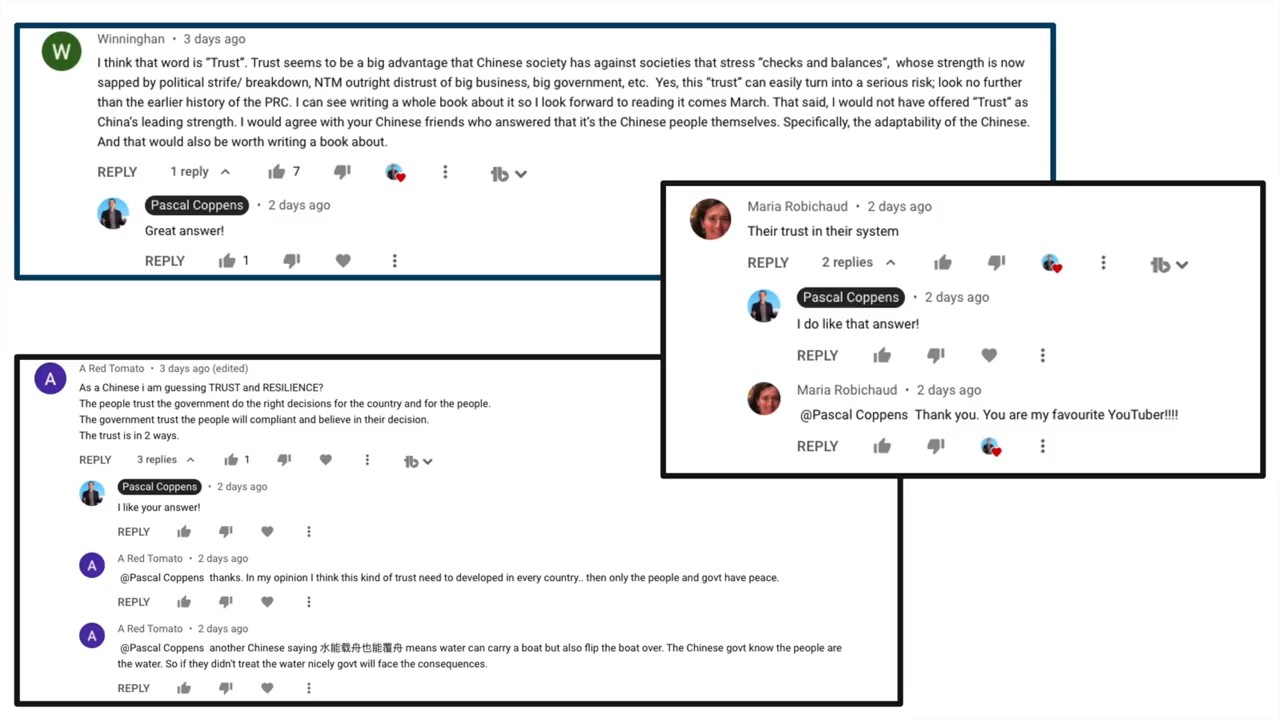 W
Winninghan • 3 days ago
I think that word is “Trust”. Trust seems to be a big advantage that Chinese society has against societies that stress “checks and balances”, whose strength is now
sapped by political strife/ breakdown, NTM outright distrust of big business, big government, etc. Yes, this “trust” can easily turn into a serious risk; look no further
than the earlier history of the PRC. I can see writing a whole book about it so I look forward to reading it comes March. That said, I would not have offered “Trust” as
China’s leading strength. I would agree with your Chinese friends who answered that it’s the Chinese people themselves. Specifically, the adaptability of the Chinese.
And that would also be worth writing a book about.
REPLY 1 reply 7
Pascal Coppens • 2 days ago
Great answer!
REPLY 1
Maria Robichaud • 2 days ago
Their trust in their system
REPLY 2 replies
Pascal Coppens • 2 days ago
I do like that answer!
REPLY
Maria Robichaud • 2 days ago
@Pascal Coppens Thank you. You are my favourite YouTuber!!!!
REPLY
A
A Red Tomato • 3 days ago (edited)
As a Chinese i am guessing TRUST and RESILIENCE?
The people trust the government do the right decisions for the country and for the people.
The government trust the people will compliant and believe in their decision.
The trust is in 2 ways.
REPLY 3 replies 1
Pascal Coppens • 2 days ago
I like your answer!
REPLY
A
A Red Tomato • 2 days ago
@Pascal Coppens thanks. In my opinion I think this kind of trust need to developed in every country.. then only the people and govt have peace.
REPLY
A
A Red Tomato • 2 days ago
@Pascal Coppens another Chinese saying 水能载舟也能覆舟 means water can carry a boat but also flip the boat over. The Chinese govt know the people are
the water. So if they didn't treat the water nicely govt will face the consequences.
REPLY